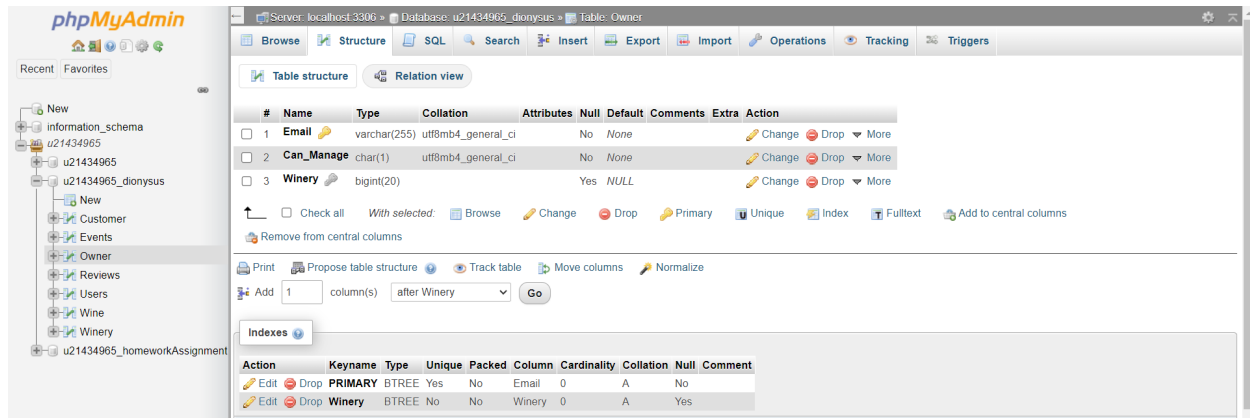 phpMyAdmin
Recent Favorites
New
information_schema
u21434965
u21434965
u21434965_dionysus
New
Customer
Events
Owner
Reviews
Users
Wine
Winery
u21434965_homeworkAssignment
Server: localhost:3306 » Database: u21434965_dionysus » Table: Owner
Browse Structure SQL Search Insert Export Import Operations Tracking Triggers
Table structure Relation view
# Name Type Collation Attributes Null Default Comments Extra Action
1 Email varchar(255) utf8mb4_general_ci No None Change Drop More
2 Can_Manage char(1) utf8mb4_general_ci No None Change Drop More
3 Winery bigint(20) Yes NULL Change Drop More
Check all With selected: Browse Change Drop Primary Unique Index Fulltext Add to central columns
Remove from central columns
Print Propose table structure Track table Move columns Normalize
Add 1 column(s) after Winery Go
Indexes
Action Keyname Type Unique Packed Column Cardinality Collation Null Comment
Edit Drop PRIMARY BTREE Yes No Email 0 A No
Edit Drop Winery BTREE No No Winery 0 A Yes